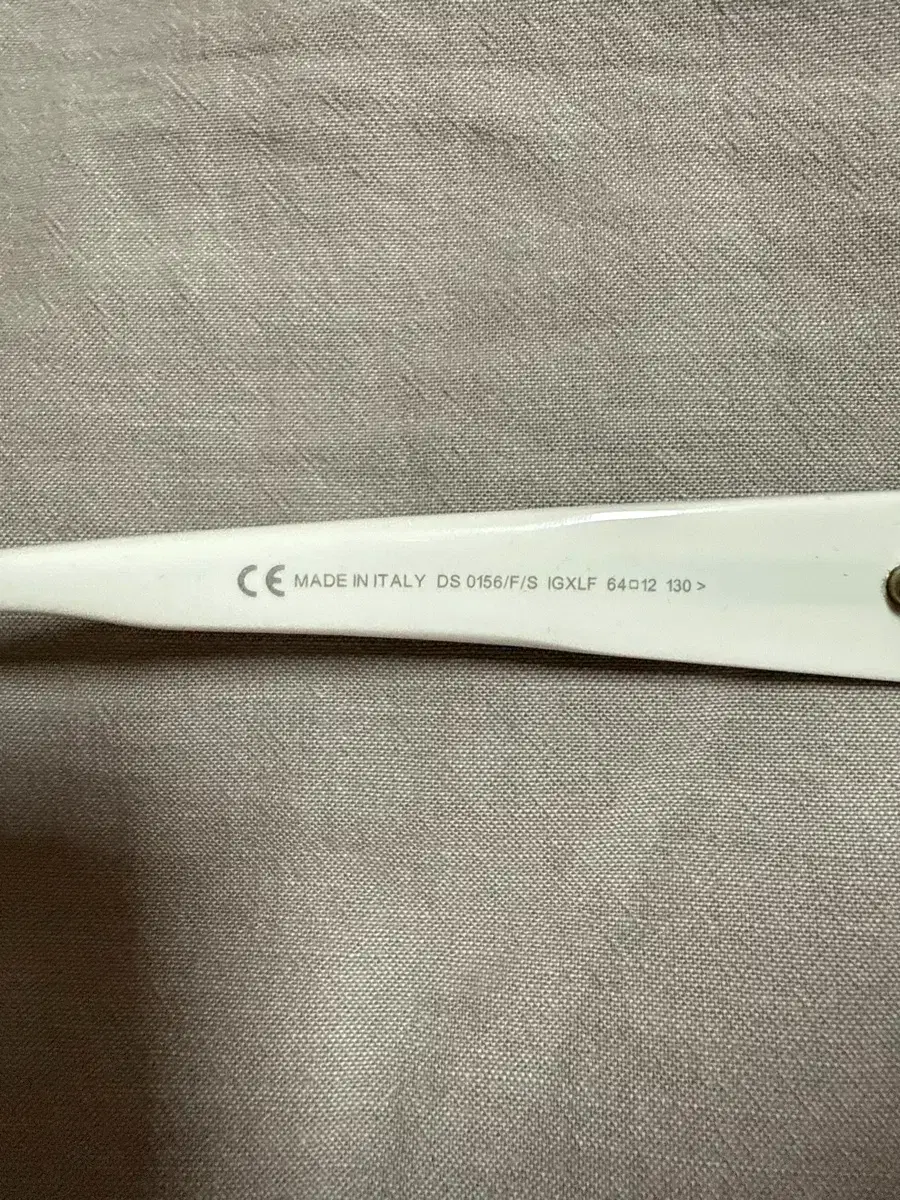 CE MADE IN ITALY DS 0156/F/S IGXLF 64□12 130 >